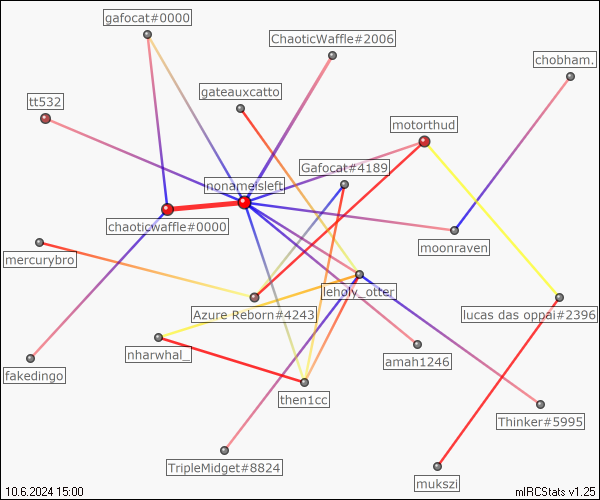 gafocat#0000
ChaoticWaffle#2006
chobham.
gateauxcatto
tt532
motorthud
Gafocat#4189
nonameisleft
chaoticwaffle#0000
moonraven
mercurybro
leholy_otter
Azure Reborn#4243
lucas das oppai#2396
nharwhal_
amah1246
fakedingo
then1cc
Thinker#5995
TripleMidget#8824
mukszi
10.6.2024 15:00
mIRCStats v1.25